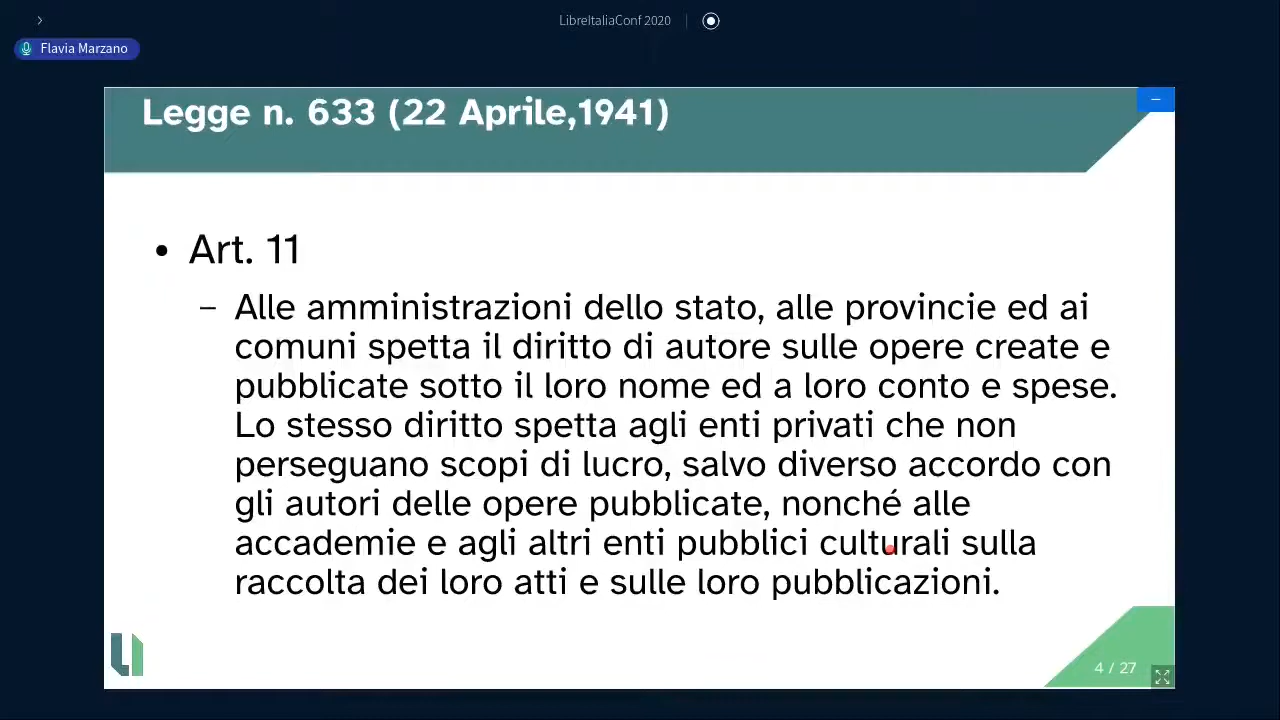 LibreItaliaConf 2020
Flavia Marzano
Legge n. 633 (22 Aprile,1941)
• Art. 11
– Alle amministrazioni dello stato, alle provincie ed ai
comuni spetta il diritto di autore sulle opere create e
pubblicate sotto il loro nome ed a loro conto e spese.
Lo stesso diritto spetta agli enti privati che non
perseguano scopi di lucro, salvo diverso accordo con
gli autori delle opere pubblicate, nonché alle
accademie e agli altri enti pubblici culturali sulla
raccolta dei loro atti e sulle loro pubblicazioni.
4 / 27